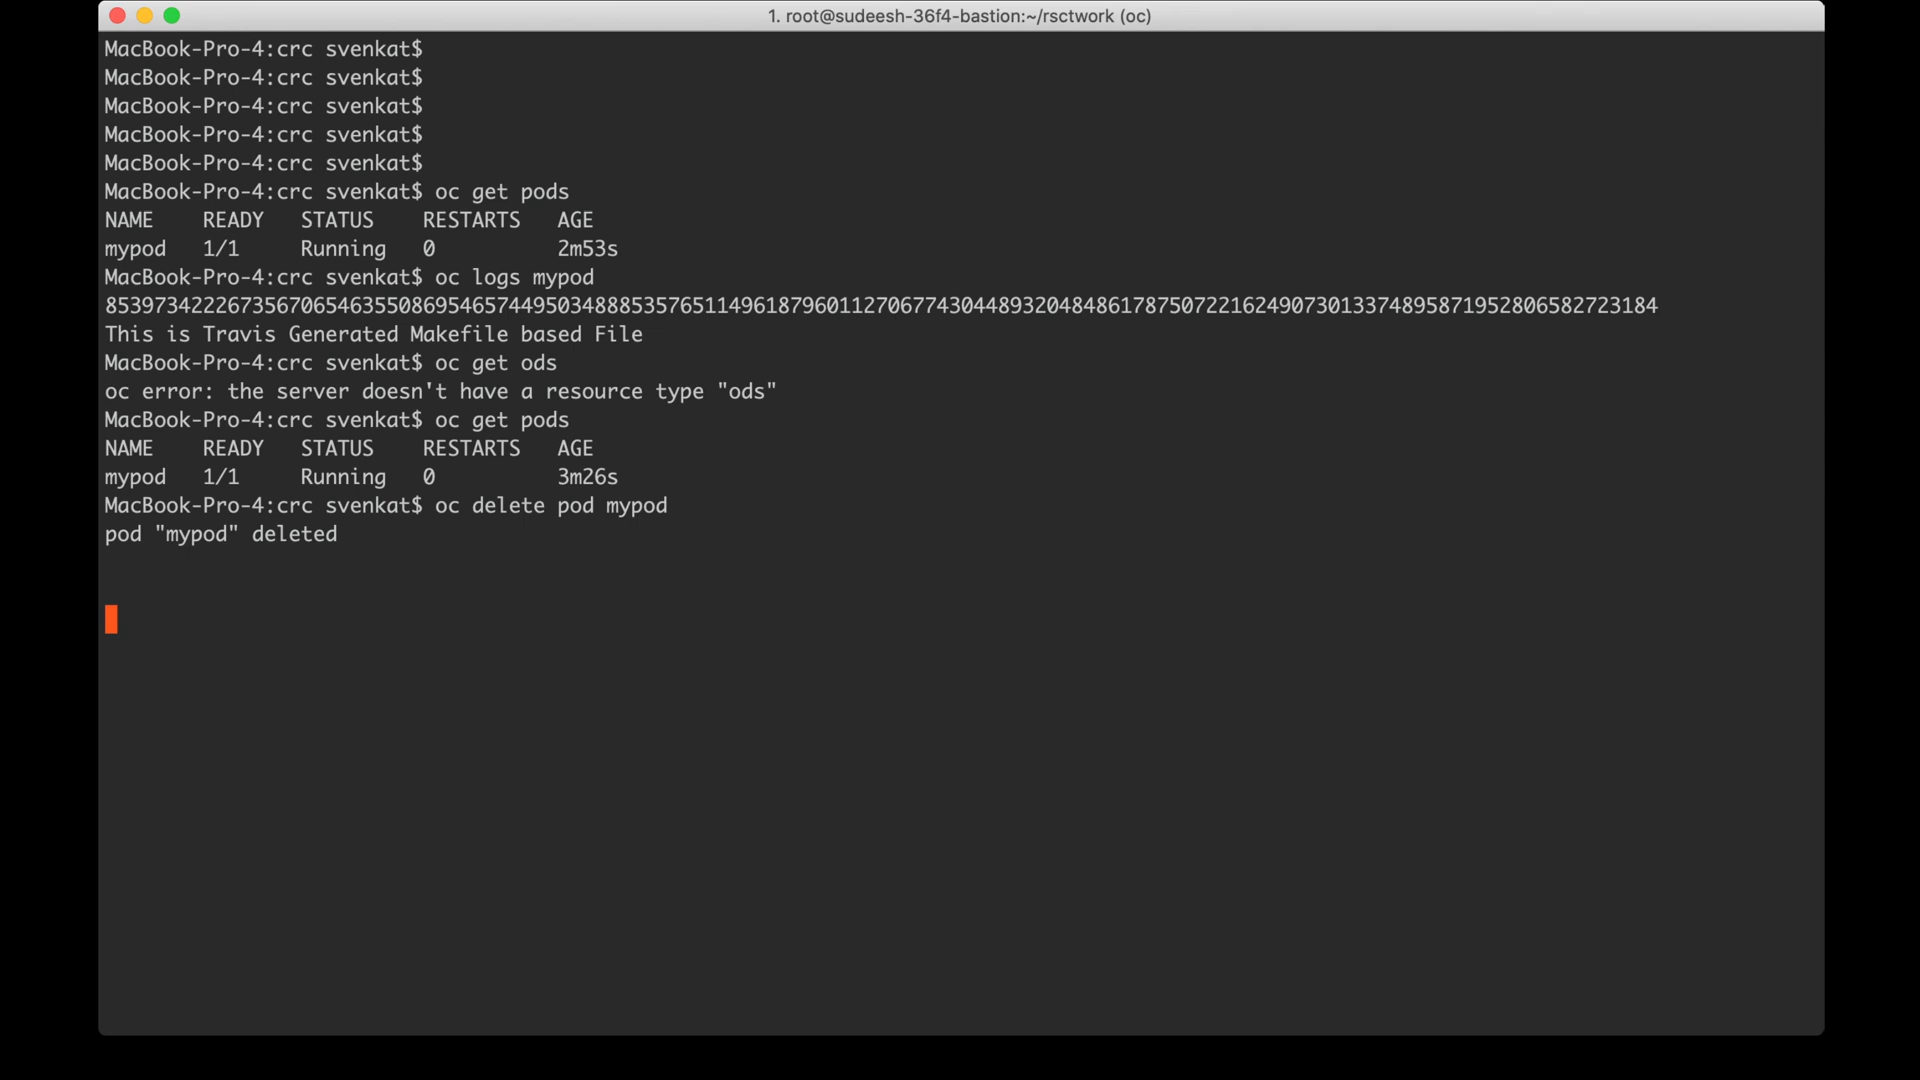 1. root@sudeesh-36f4-bastion:~/rsctwork (oc)
MacBook-Pro-4:crc svenkat$
MacBook-Pro-4:crc svenkat$
MacBook-Pro-4:crc svenkat$
MacBook-Pro-4:crc svenkat$
MacBook-Pro-4:crc svenkat$
MacBook-Pro-4:crc svenkat$ oc get pods
NAME READY STATUS RESTARTS AGE
mypod 1/1 Running 0 2m53s
MacBook-Pro-4:crc svenkat$ oc logs mypod
8539734222673567065463550869546574495034888535765114961879601127067743044893204848617875072216249073013374895871952806582723184
This is Travis Generated Makefile based File
MacBook-Pro-4:crc svenkat$ oc get ods
oc error: the server doesn't have a resource type "ods"
MacBook-Pro-4:crc svenkat$ oc get pods
NAME READY STATUS RESTARTS AGE
mypod 1/1 Running 0 3m26s
MacBook-Pro-4:crc svenkat$ oc delete pod mypod
pod "mypod" deleted